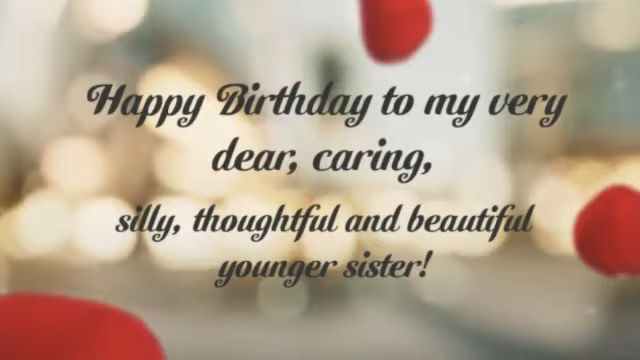 Happy Birthday to my very
dear, caring,
silly, thoughtful and beautiful
younger sister!